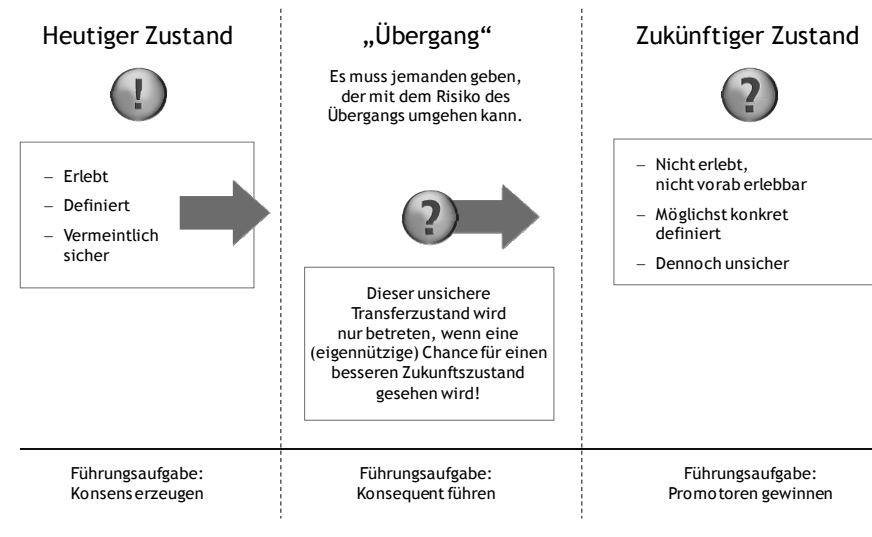 Heutiger Zustand
!
– Erlebt
– Definiert
– Vermeintlich
sicher
Führungsaufgabe:
Konsens erzeugen
„Übergang“
Es muss jemanden geben,
der mit dem Risiko des
Übergangs umgehen kann.
?
Dieser unsichere
Transferzustand wird
nur betreten, wenn eine
(eigennützige) Chance für einen
besseren Zukunftszustand
gesehen wird!
Führungsaufgabe:
Konsequent führen
Zukünftiger Zustand
?
– Nicht erlebt,
nicht vorab erlebbar
– Möglichst konkret
definiert
– Dennoch unsicher
Führungsaufgabe:
Promotoren gewinnen